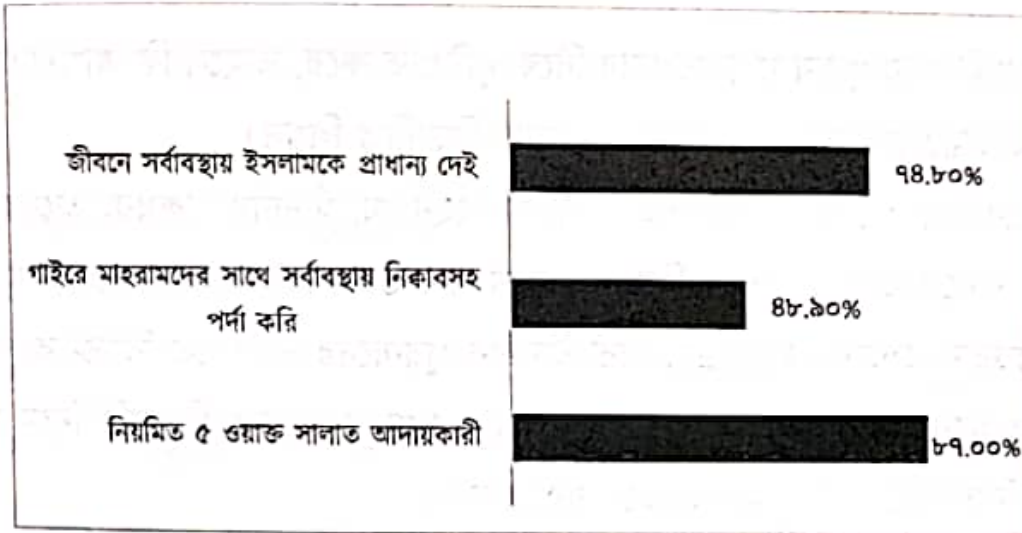 জীবনে সর্বাবস্থায় ইসলামকে প্রাধান্য দেই
৭৪.৮০%
গাইরে মাহরামদের সাথে সর্বাবস্থায় নিক্বাবসহ
পর্দা করি
৪৮.৯০%
নিয়মিত ৫ ওয়াক্ত সালাত আদায়কারী
৮৭.০০%